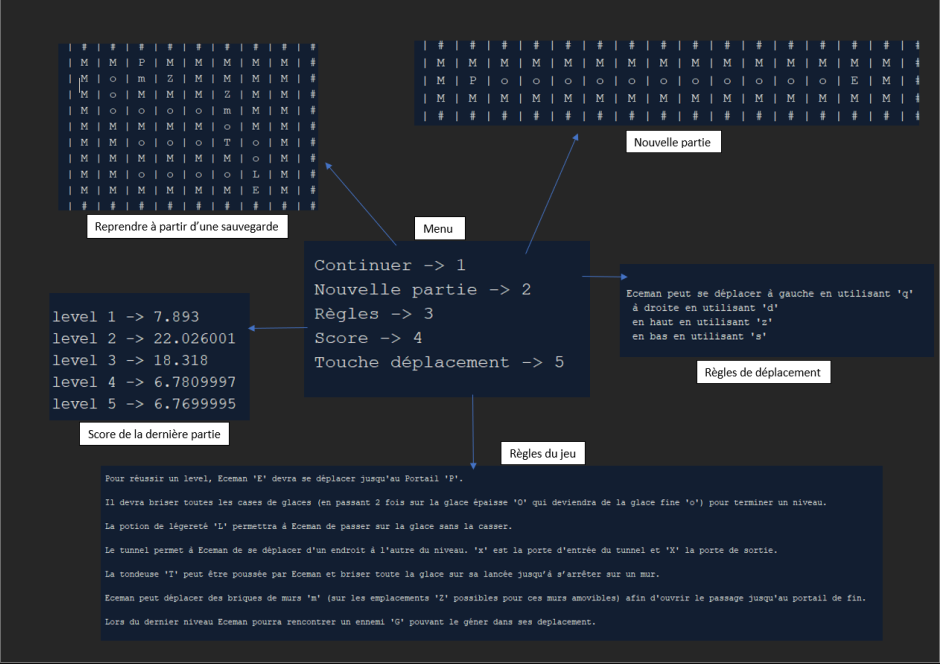 | # | # | # | # | # | # | # | # | #
| M | M | P | M | M | M | M | M | #
| M | o | m | Z | M | M | M | M | #
| M | o | M | M | M | Z | M | M | #
| M | o | o | o | o | m | M | M | #
| M | M | M | M | M | o | M | M | #
| M | M | M | M | o | T | o | M | #
| M | M | M | M | M | M | o | M | #
| M | M | o | o | o | o | L | M | #
| M | M | M | M | M | M | E | M | #
| # | # | # | # | # | # | # | # | #
Reprendre à partir d'une sauvegarde
| # | # | # | # | # | # | # | # | # | # | # | # | # | # | # | #
| M | M | M | M | M | M | M | M | M | M | M | M | M | M | M | #
| M | P | o | o | o | o | o | o | o | o | o | o | o | E | M | #
| M | M | M | M | M | M | M | M | M | M | M | M | M | M | M | #
| # | # | # | # | # | # | # | # | # | # | # | # | # | # | # | #
Nouvelle partie
Menu
Continuer -> 1
Nouvelle partie -> 2
Règles -> 3
Score -> 4
Touche déplacement -> 5
level 1 -> 7.893
level 2 -> 22.026001
level 3 -> 18.318
level 4 -> 6.7809997
level 5 -> 6.7699995
Score de la dernière partie
Eceman peut se déplacer à gauche en utilisant 'q'
à droite en utilisant 'd'
en haut en utilisant 'z'
en bas en utilisant 's'
Règles de déplacement
Règles du jeu
Pour réussir un level, Eceman 'E' devra se déplacer jusqu'au Portail 'P'.
Il devra briser toutes les cases de glaces (en passant 2 fois sur la glace épaisse 'O' qui deviendra de la glace fine 'o') pour terminer un niveau.
La potion de légereté 'L' permettra à Eceman de passer sur la glace sans la casser.
Le tunnel permet à Eceman de se déplacer d'un endroit à l'autre du niveau. 'x' est la porte d'entrée du tunnel et 'X' la porte de sortie.
La tondeuse 'T' peut être poussée par Eceman et briser toute la glace sur sa lancée jusqu'à s'arrêter sur un mur.
Eceman peut déplacer des briques de murs 'm' (sur les emplacements 'Z' possibles pour ces murs amovibles) afin d'ouvrir le passage jusqu'au portail de fin.
Lors du dernier niveau Eceman pourra rencontrer un ennemi 'G' pouvant le gêner dans ses deplacement.